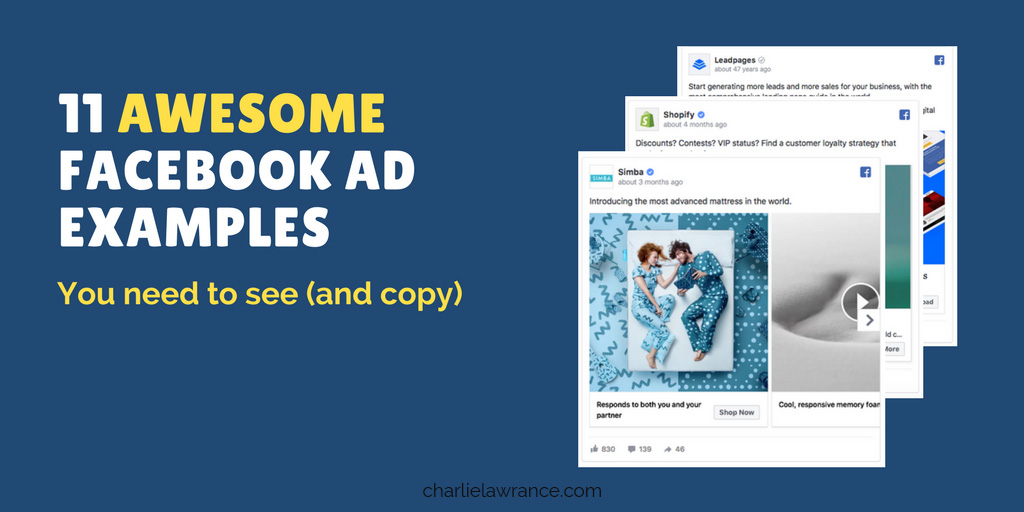 11 AWESOME
FACEBOOK AD
EXAMPLES
You need to see (and copy)
Leadpages
about 47 years ago
Start generating more leads and more sales for your business, with the
Shopify
about 4 months ago
Discounts? Contests? VIP status? Find a customer loyalty strategy that
SIMBA
Simba
about 3 months ago
Introducing the most advanced mattress in the world.
Responds to both you and your
partner
Shop Now
Cool, responsive memory foam
830 139 46
charlielawrance.com